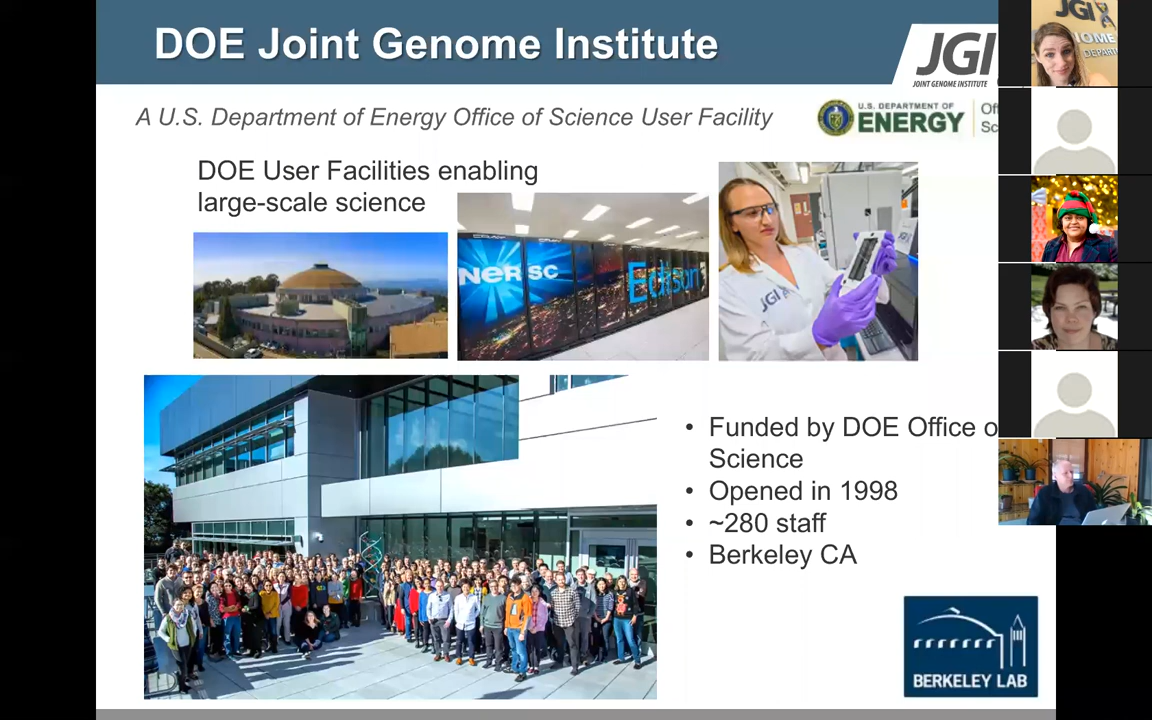 DOE Joint Genome Institute
JGI
JOINT GENOME INSTITUTE
A U.S. Department of Energy Office of Science User Facility
U.S. DEPARTMENT OF
ENERGY
DOE User Facilities enabling
large-scale science
NERSC
Edison
JGI
• Funded by DOE Office o
Science
• Opened in 1998
• ~280 staff
• Berkeley CA
BERKELEY LAB
JGI